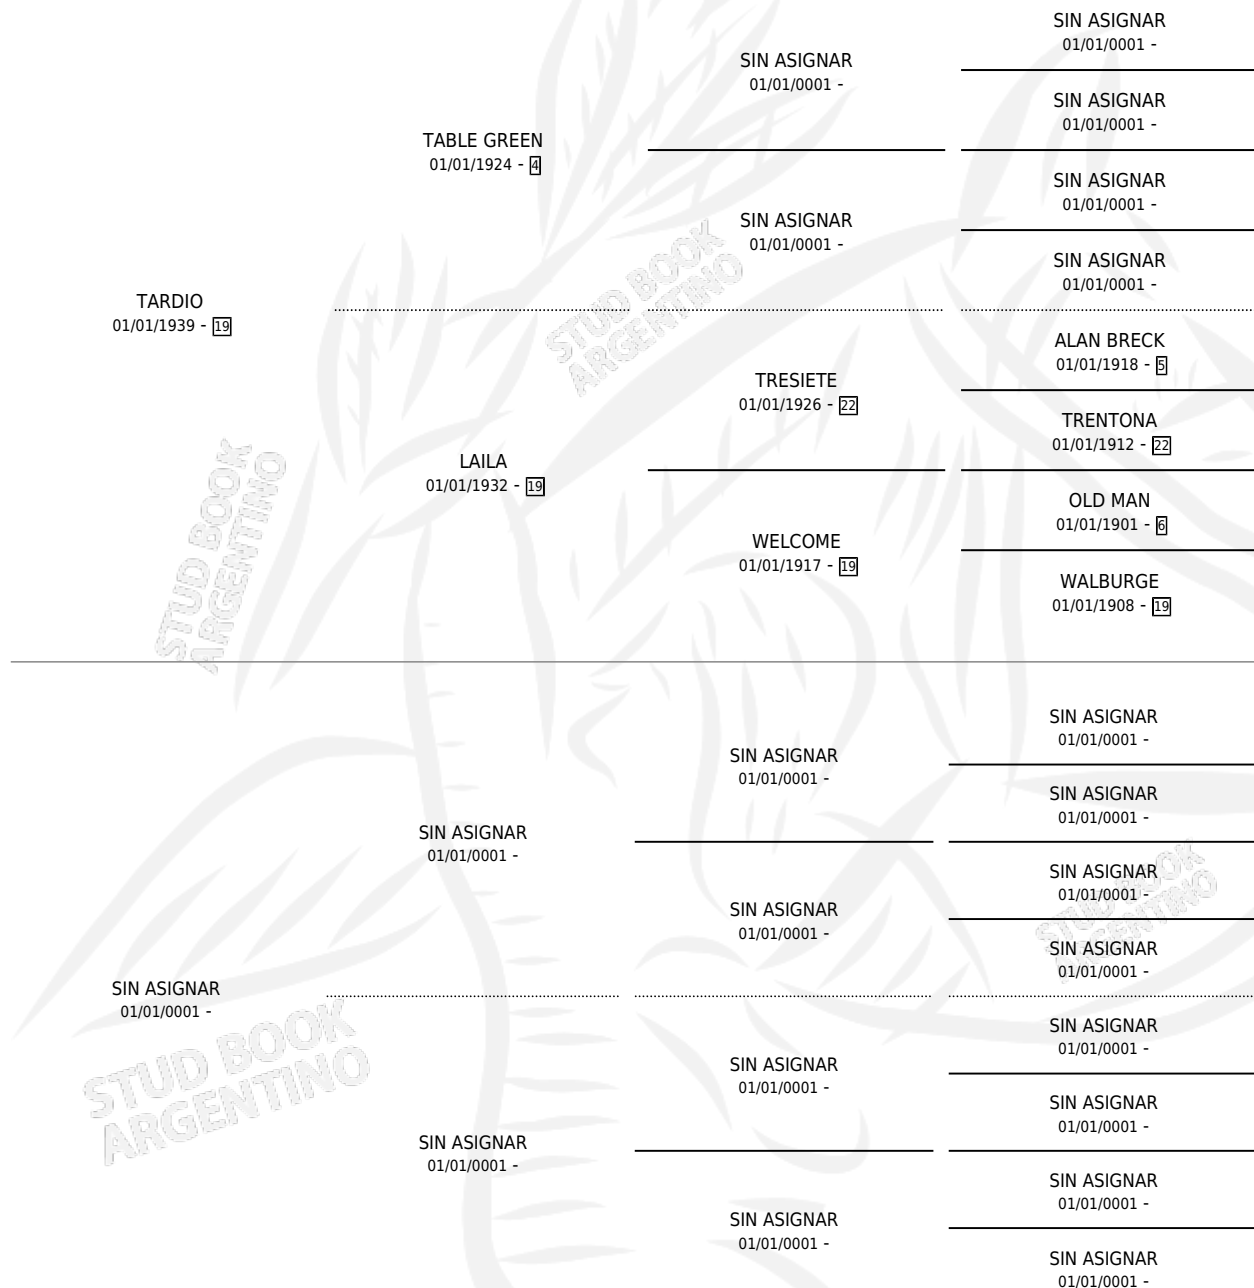 SIN ASIGNAR
01/01/0001 -
SIN ASIGNAR
01/01/0001 -
SIN ASIGNAR
01/01/0001 -
TABLE GREEN
01/01/1924 - 4
SIN ASIGNAR
01/01/0001 -
SIN ASIGNAR
01/01/0001 -
SIN ASIGNAR
01/01/0001 -
TARDIO
01/01/1939 - 19
STUD BOOK
ARGENTINO
ALAN BRECK
01/01/1918 - 5
TRESIETE
01/01/1926 - 22
TRENTONA
01/01/1912 - 22
LAILA
01/01/1932 - 19
OLD MAN
01/01/1901 - 6
WELCOME
01/01/1917 - 19
WALBURGE
01/01/1908 - 19
STUD BOOK
ARGENTINO
SIN ASIGNAR
01/01/0001 -
SIN ASIGNAR
01/01/0001 -
SIN ASIGNAR
01/01/0001 -
SIN ASIGNAR
01/01/0001 -
SIN ASIGNAR
01/01/0001 -
SIN ASIGNAR
01/01/0001 -
SIN ASIGNAR
01/01/0001 -
STUD BOOK
ARGENTINO
SIN ASIGNAR
01/01/0001 -
STUD BOOK
ARGENTINO
SIN ASIGNAR
01/01/0001 -
SIN ASIGNAR
01/01/0001 -
SIN ASIGNAR
01/01/0001 -
SIN ASIGNAR
01/01/0001 -
SIN ASIGNAR
01/01/0001 -
SIN ASIGNAR
01/01/0001 -
SIN ASIGNAR
01/01/0001 -